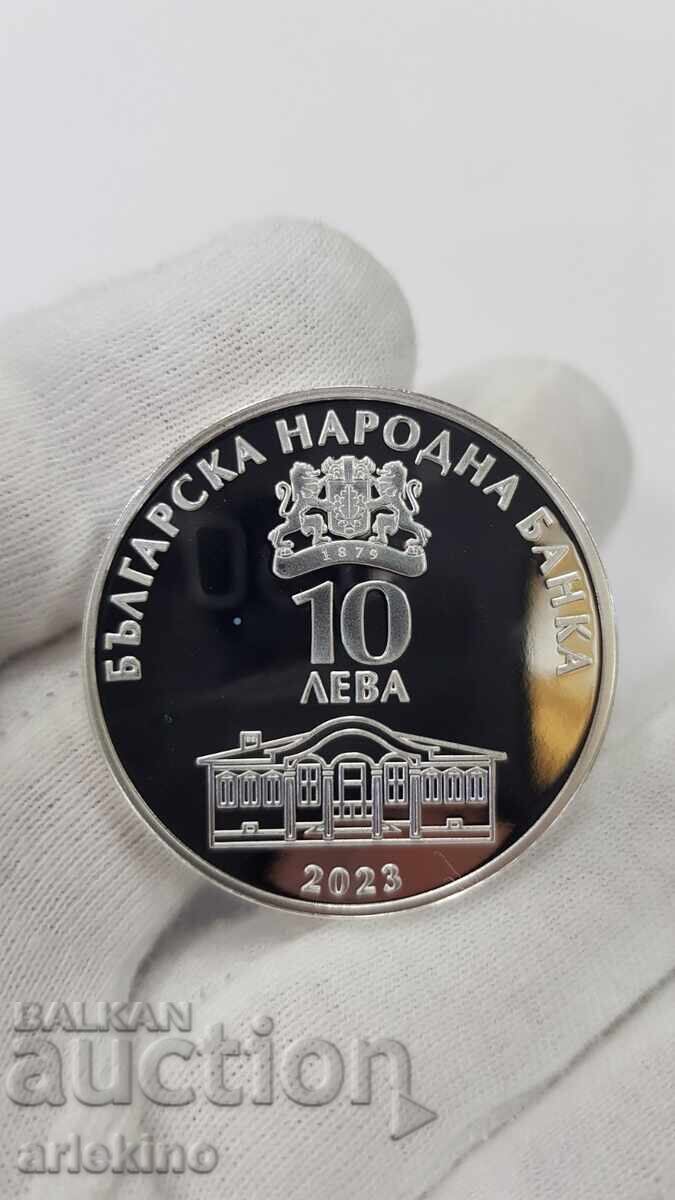 БЪЛГАРСКА НАРОДНА БАНКА
1879
10
ЛЕВА
2023
BALKAN
auction
arlekino